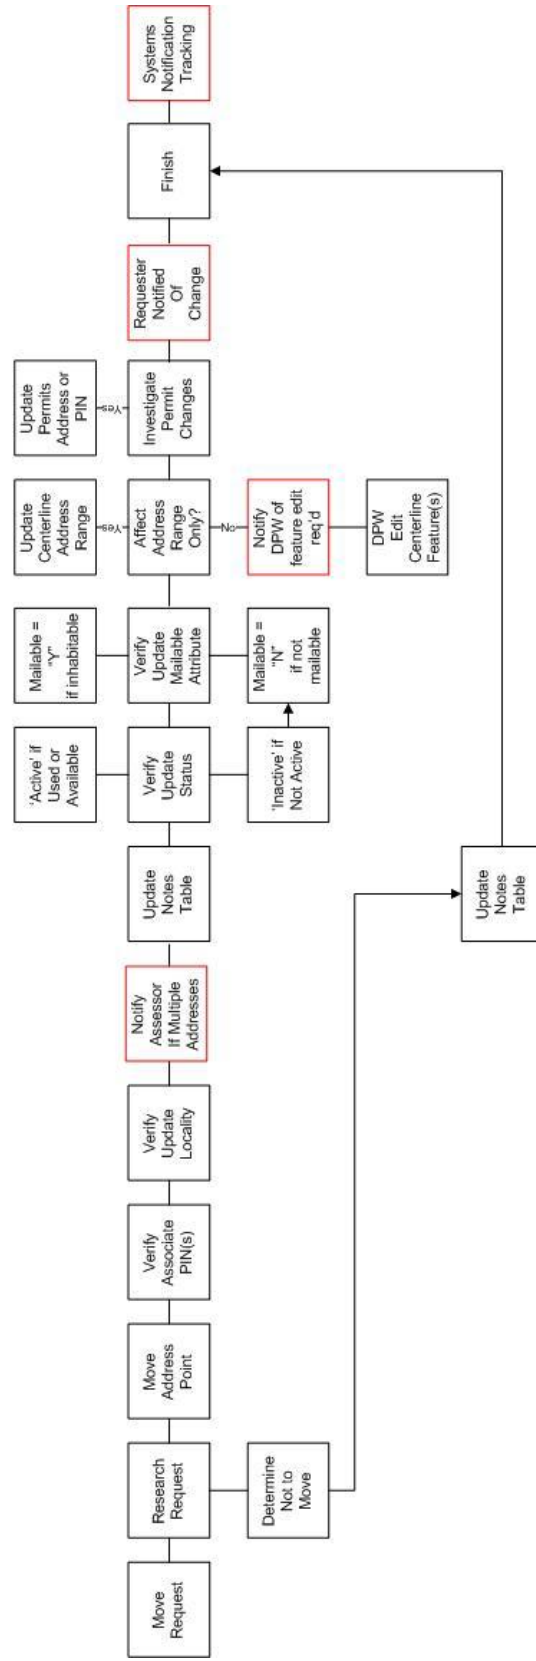 Move
Request
Research
Request
Determine
Not to
Move
Move
Address
Point
Verify
Associate
PIN(s)
Verify
Update
Locality
Notify
Assessor
If Multiple
Addresses
Update
Notes
Table
Update
Notes
Table
'Active' if
Used or
Available
Verify
Update
Status
'Inactive' if
Not Active
Mailable =
"Y"
if inhabitable
Verify
Update
Mailable
Attribute
Mailable =
"N"
if not
mailable
Update
Centerline
Address
Range
Yes
Affect
Address
Range
Only?
No
Notify
DPW of
feature edit
req'd
DPW
Edit
Centerline
Feature(s)
Update
Permits
Address or
PIN
Yes
Investigate
Permit
Changes
Requester
Notified
Of
Change
Finish
Systems
Notification
Tracking